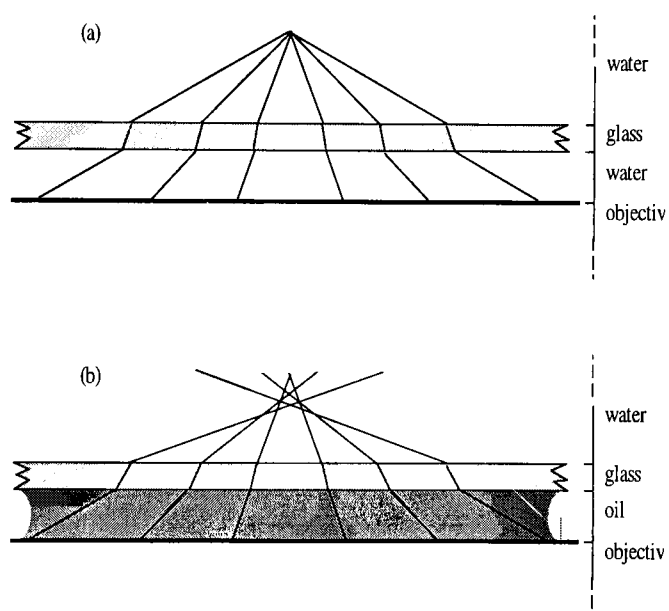 (a)
water
glass
water
objectiv
(b)
water
glass
oil
objectiv